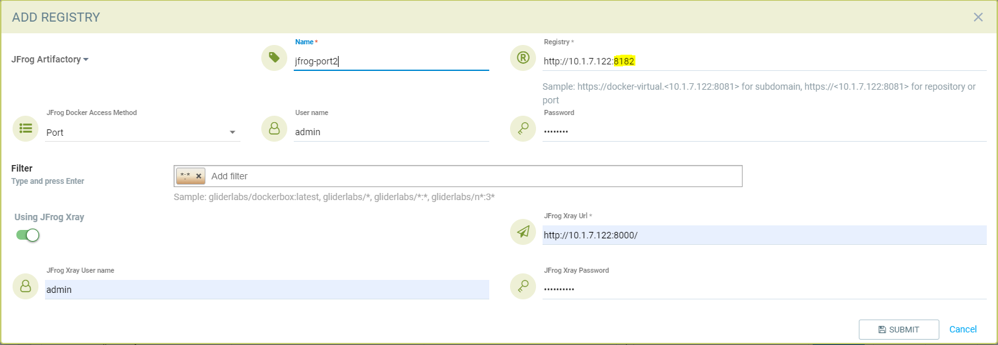 ADD REGISTRY
JFrog Artifactory
Name *
jfrog-port2
Registry *
http://10.1.7.122:8182
Sample: https://docker-virtual.<10.1.7.122:8081> for subdomain, https://<10.1.7.122:8081> for repository or
port
JFrog Docker Access Method
Port
User name
admin
Password
••••••••
Filter
Type and press Enter
Add filter
Sample: gliderlabs/dockerbox:latest, gliderlabs/*, gliderlabs/*:*, gliderlabs/n*:3*
Using JFrog Xray
JFrog Xray Url *
http://10.1.7.122:8000/
JFrog Xray User name
admin
JFrog Xray Password
••••••••••
SUBMIT
Cancel